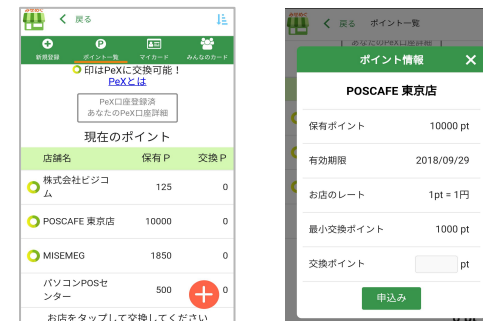 みせめぐ
戻る
新規登録 ポイント一覧 マイカード みんなのカード
印はPeXに交換可能！
PeXとは
PeX口座登録済
あなたのPeX口座詳細
現在のポイント
店舗名 保有P 交換P
株式会社ビジコ
ム 125 0
POSCAFE 東京店 10000 0
MISEMEG 1850 0
パソコンPOSセ
ンター 500 0
お店をタップして交換してください
みせめぐ
戻る ポイント一覧
あなたのPeX口座詳細
ポイント情報 ×
POSCAFE 東京店
保有ポイント 10000 pt
有効期限 2018/09/29
お店のレート 1pt = 1円
最小交換ポイント 1000 pt
交換ポイント pt
申込み